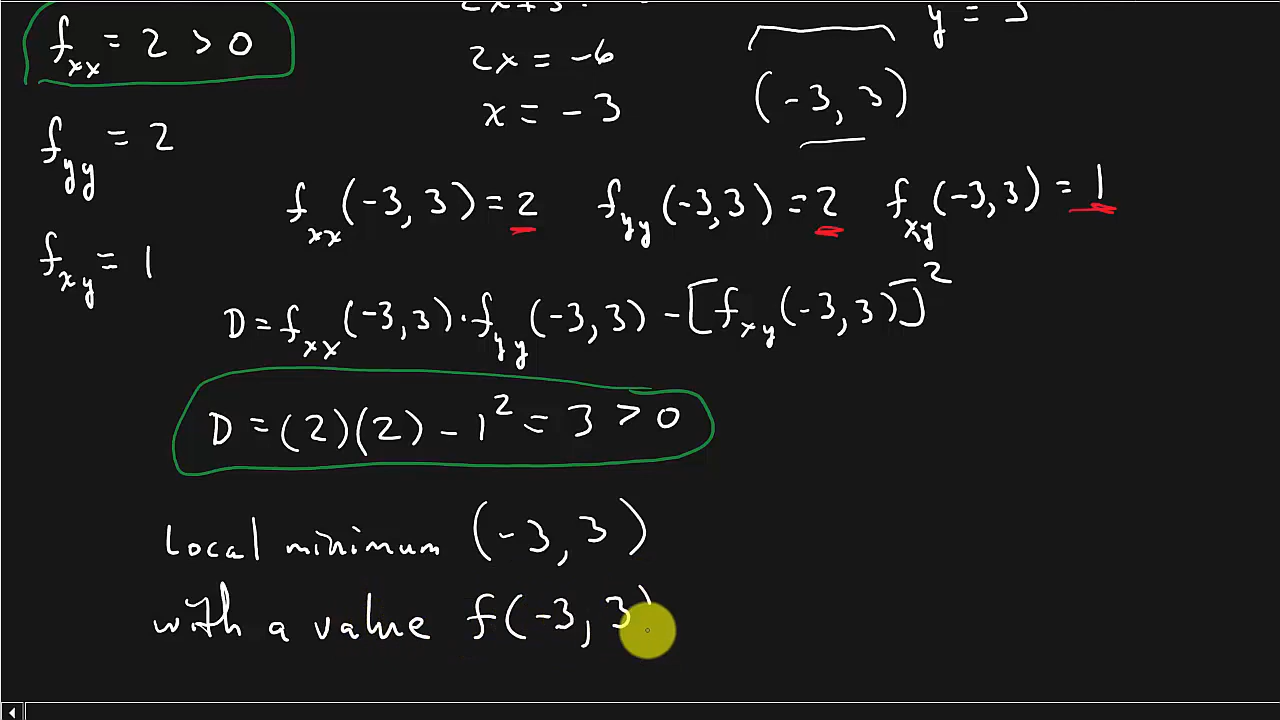 f_xx = 2 > 0
f_yy = 2
f_xy = 1
2x = -6
x = -3
(-3, 3)
f_xx (-3, 3) = 2 f_yy (-3, 3) = 2 f_xy (-3, 3) = 1
D = f_xx (-3, 3) · f_yy (-3, 3) - [f_xy (-3, 3)]^2
D = (2)(2) - 1^2 = 3 > 0
Local minimum (-3, 3)
with a value f(-3, 3)